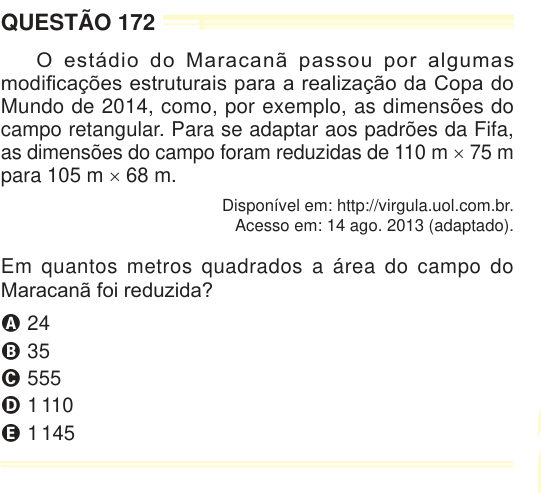 QUESTÃO 172
O estádio do Maracanã passou por algumas
modificações estruturais para a realização da Copa do
Mundo de 2014, como, por exemplo, as dimensões do
campo retangular. Para se adaptar aos padrões da Fifa,
as dimensões do campo foram reduzidas de 110 m × 75 m
para 105 m × 68 m.
Disponível em: http://virgula.uol.com.br.
Acesso em: 14 ago. 2013 (adaptado).
Em quantos metros quadrados a área do campo do
Maracanã foi reduzida?
A 24
B 35
C 555
D 1 110
E 1 145